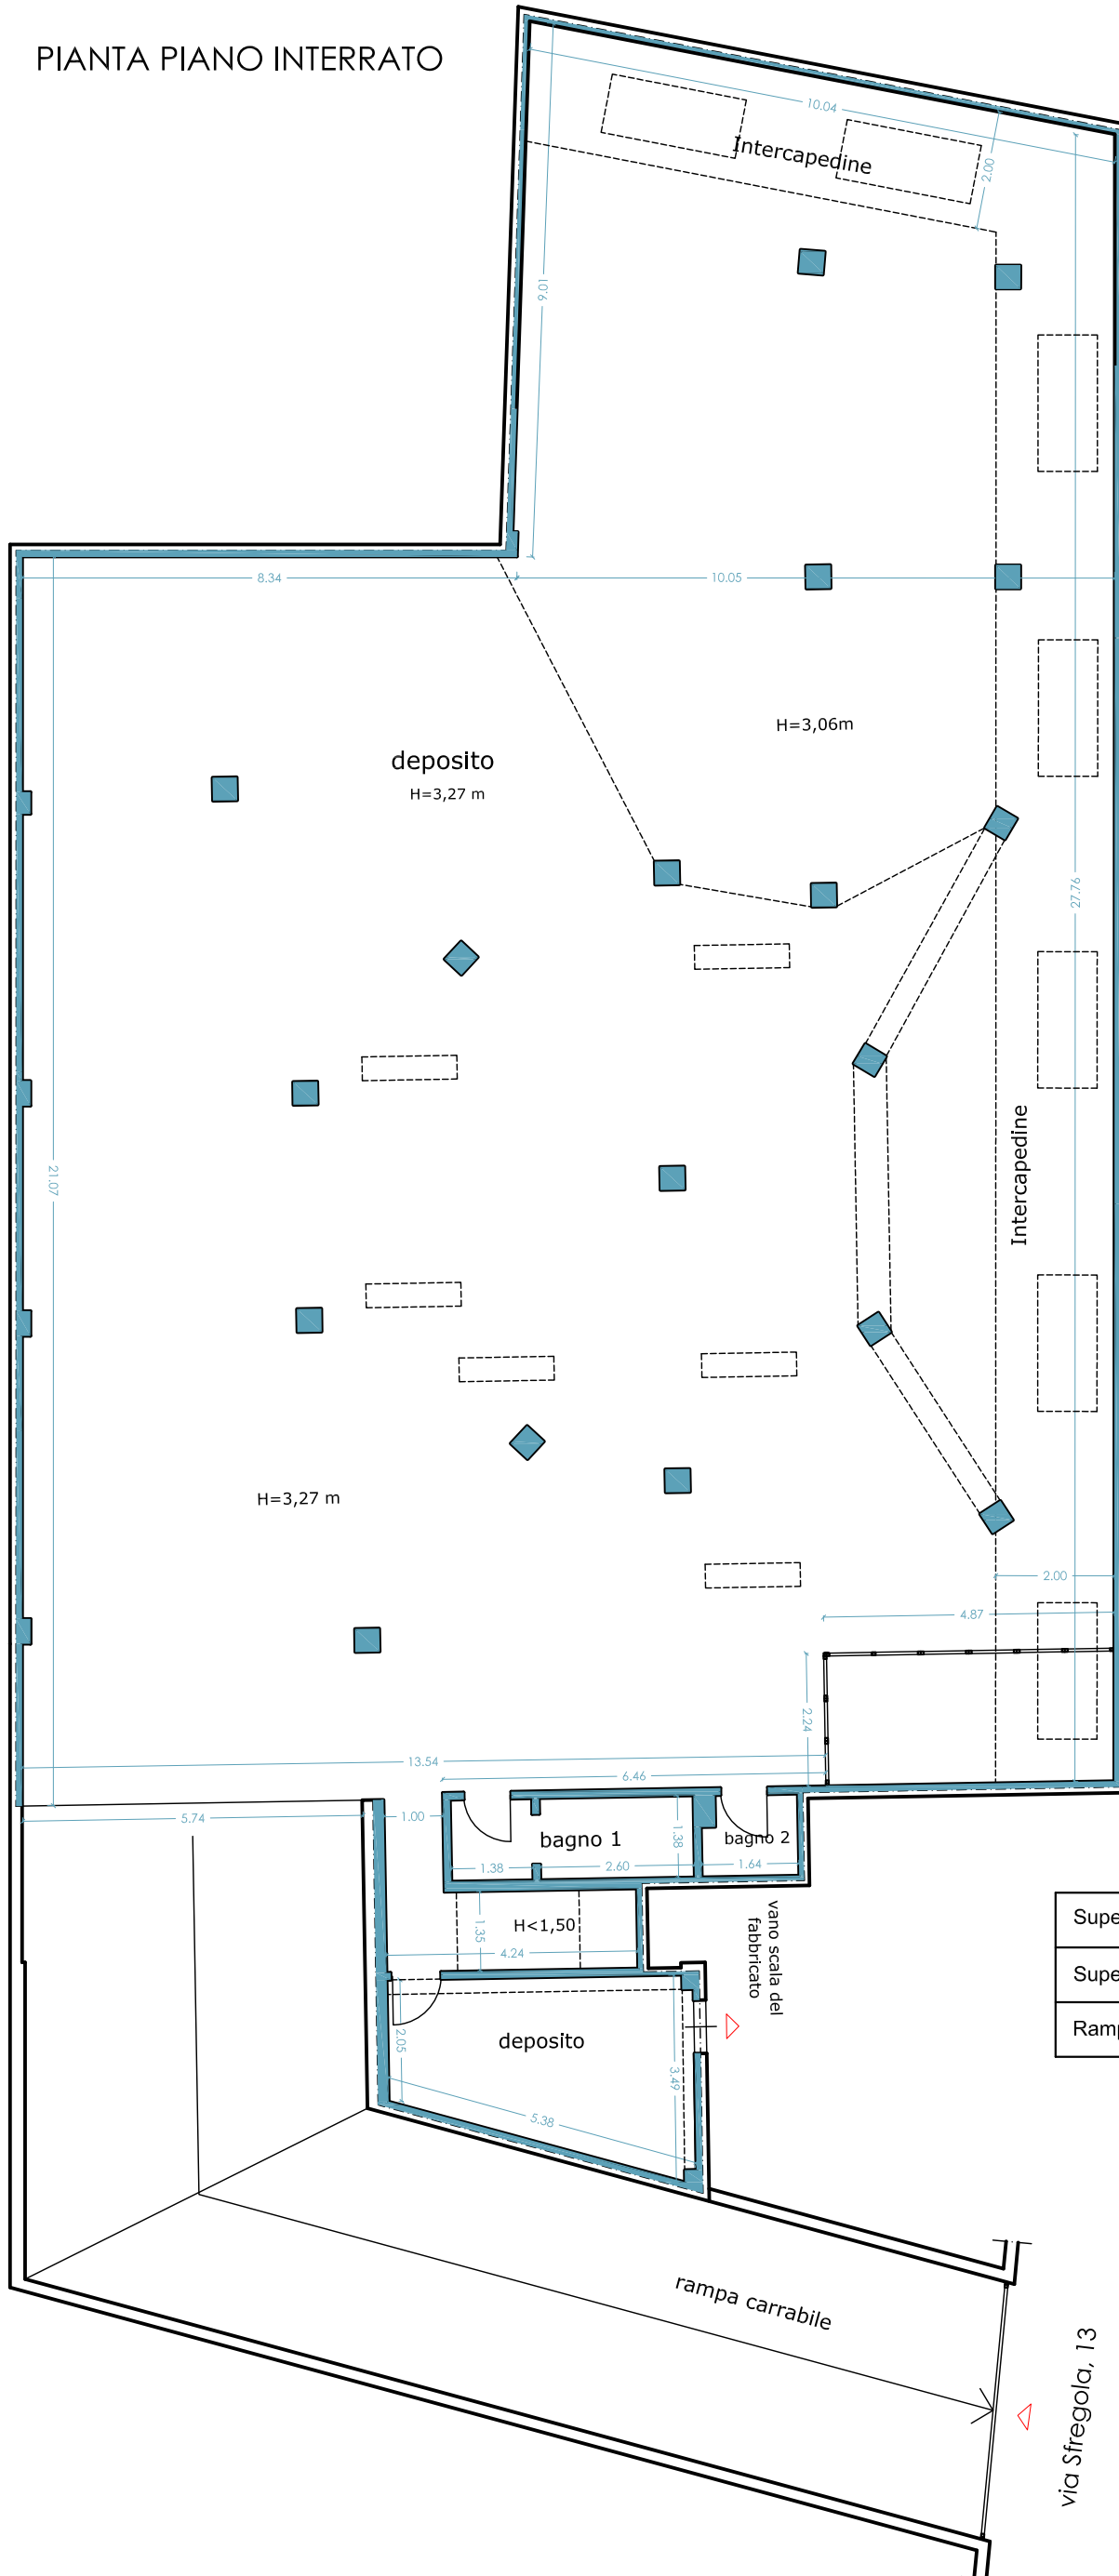 PIANTA PIANO INTERRATO
10.04
Intercapedine
2.00
9.01
8.34
10.05
H=3,06m
deposito
H=3,27 m
27.76
21.07
Intercapedine
H=3,27 m
2.00
4.87
2.24
13.54
6.46
5.74
1.00
bagno 1
1.38
bagno 2
1.38
2.60
1.64
vano scala del
fabbricato
1.35
H<1,50
4.24
Supe
Supe
Ramp
2.05
deposito
3.49
5.38
rampa carrabile
via Sfregola, 13